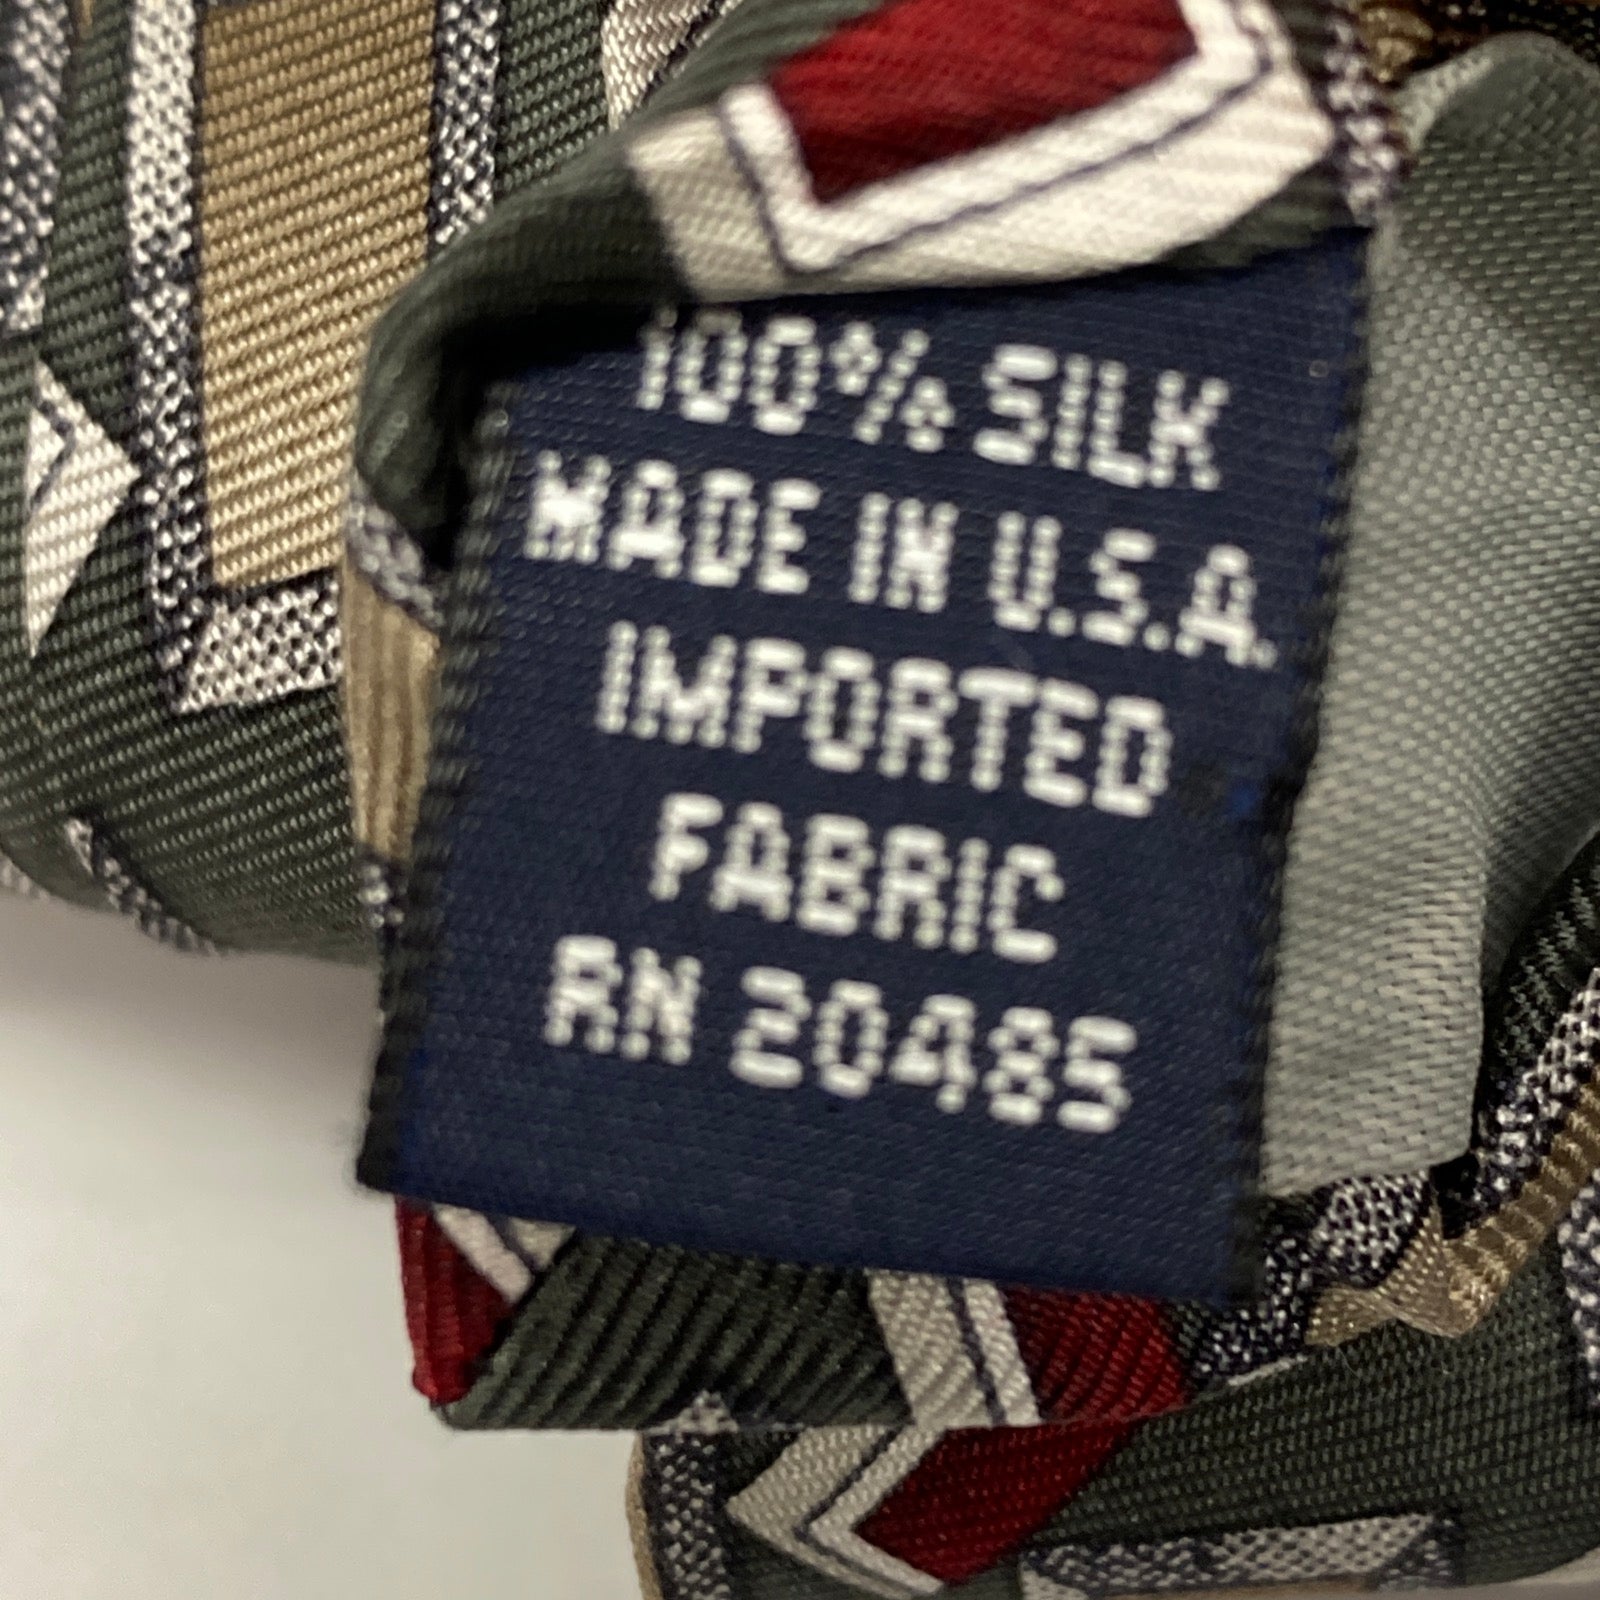 100% SILK
MADE IN U.S.A.
IMPORTED
FABRIC
RN 20485